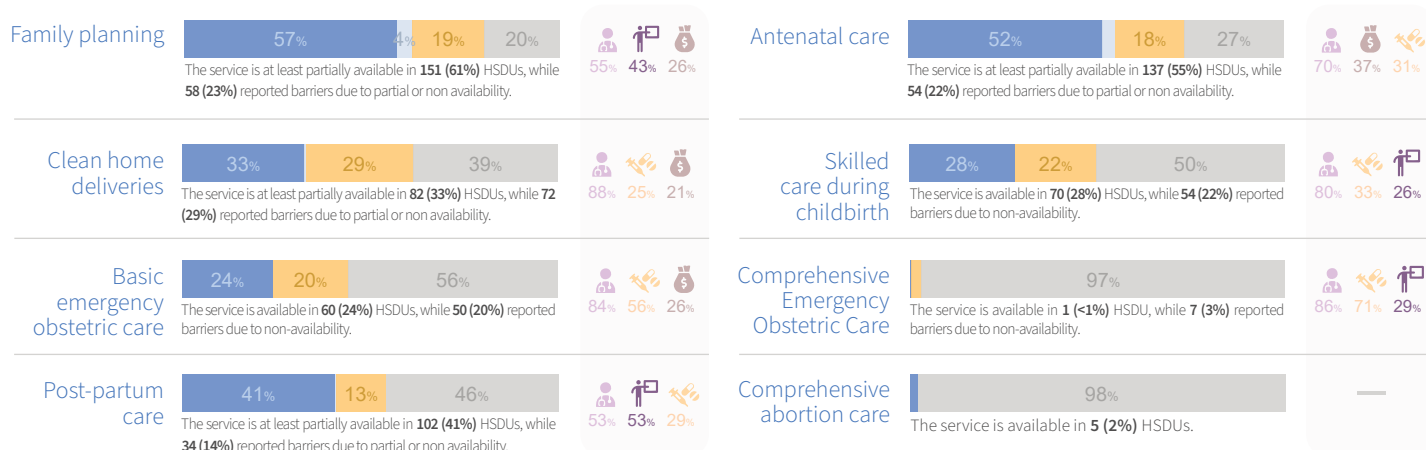 Family planning
57%
4%
19%
20%
The service is at least partially available in 151 (61%) HSDUs, while
58 (23%) reported barriers due to partial or non availability.
55% 43% 26%
Antenatal care
52%
18%
27%
The service is at least partially available in 137 (55%) HSDUs, while
54 (22%) reported barriers due to partial or non availability.
70% 37% 31%
Clean home
deliveries
33%
29%
39%
The service is at least partially available in 82 (33%) HSDUs, while 72
(29%) reported barriers due to partial or non availability.
88% 25% 21%
Skilled
care during
childbirth
28%
22%
50%
The service is available in 70 (28%) HSDUs, while 54 (22%) reported
barriers due to non-availability.
80% 33% 26%
Basic
emergency
obstetric care
24%
20%
56%
The service is available in 60 (24%) HSDUs, while 50 (20%) reported
barriers due to non-availability.
84% 56% 26%
Comprehensive
Emergency
Obstetric Care
97%
The service is available in 1 (<1%) HSDU, while 7 (3%) reported
barriers due to non-availability.
86% 71% 29%
Post-partum
care
41%
13%
46%
The service is at least partially available in 102 (41%) HSDUs, while
34 (14%) reported barriers due to partial or non availability
53% 53% 29%
Comprehensive
abortion care
98%
The service is available in 5 (2%) HSDUs.